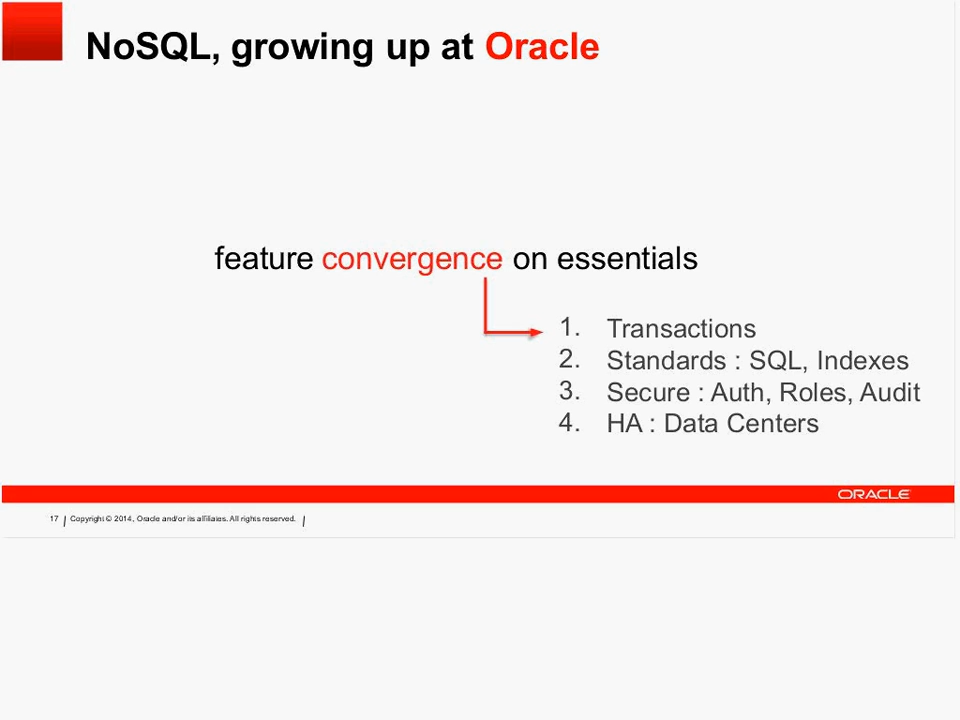 NoSQL, growing up at Oracle
feature convergence on essentials
1. Transactions
2. Standards : SQL, Indexes
3. Secure : Auth, Roles, Audit
4. HA : Data Centers
ORACLE
17 | Copyright © 2014, Oracle and/or its affiliates. All rights reserved. |